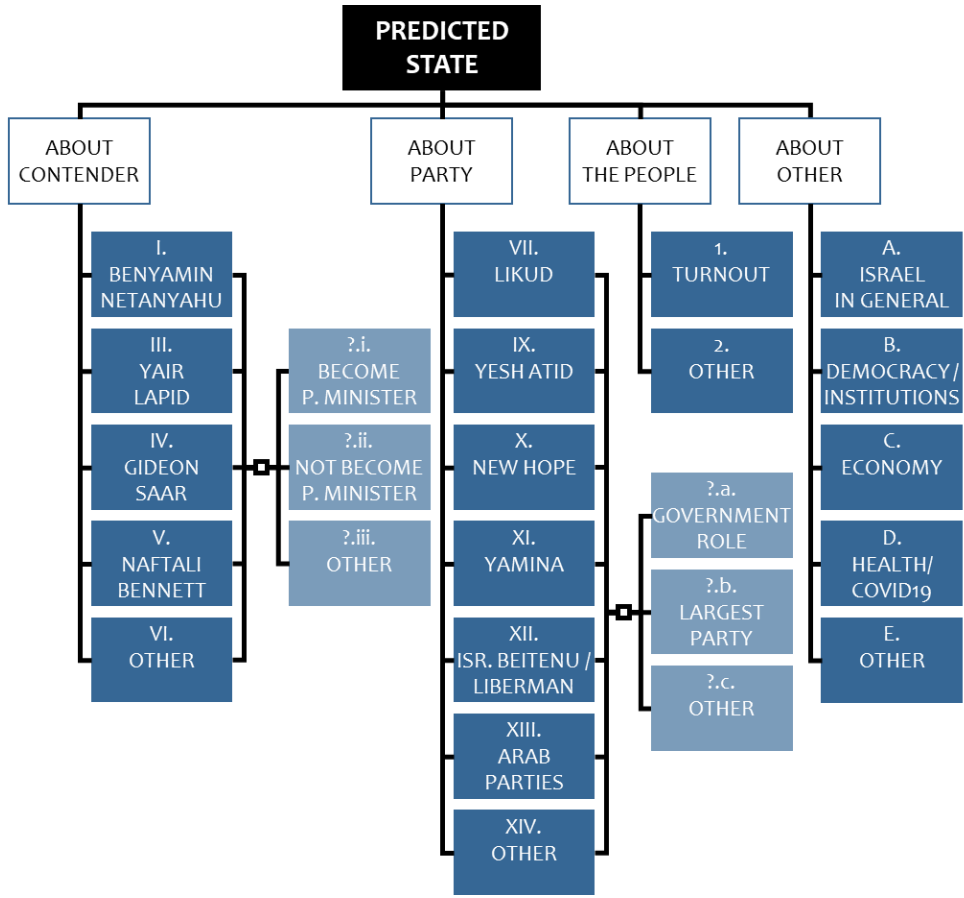 PREDICTED
STATE
ABOUT
CONTENDER
I.
BENYAMIN
NETANYAHU
III.
YAIR
LAPID
IV.
GIDEON
SAAR
V.
NAFTALI
BENNETT
VI.
OTHER
?.i.
BECOME
P. MINISTER
?.ii.
NOT BECOME
P. MINISTER
?.iii.
OTHER
ABOUT
PARTY
VII.
LIKUD
IX.
YESH ATID
X.
NEW HOPE
XI.
YAMINA
XII.
ISR. BEITENU /
LIBERMAN
XIII.
ARAB
PARTIES
XIV.
OTHER
?.a.
GOVERNMENT
ROLE
?.b.
LARGEST
PARTY
?.c.
OTHER
ABOUT
THE PEOPLE
1.
TURNOUT
2.
OTHER
ABOUT
OTHER
A.
ISRAEL
IN GENERAL
B.
DEMOCRACY /
INSTITUTIONS
C.
ECONOMY
D.
HEALTH/
COVID19
E.
OTHER